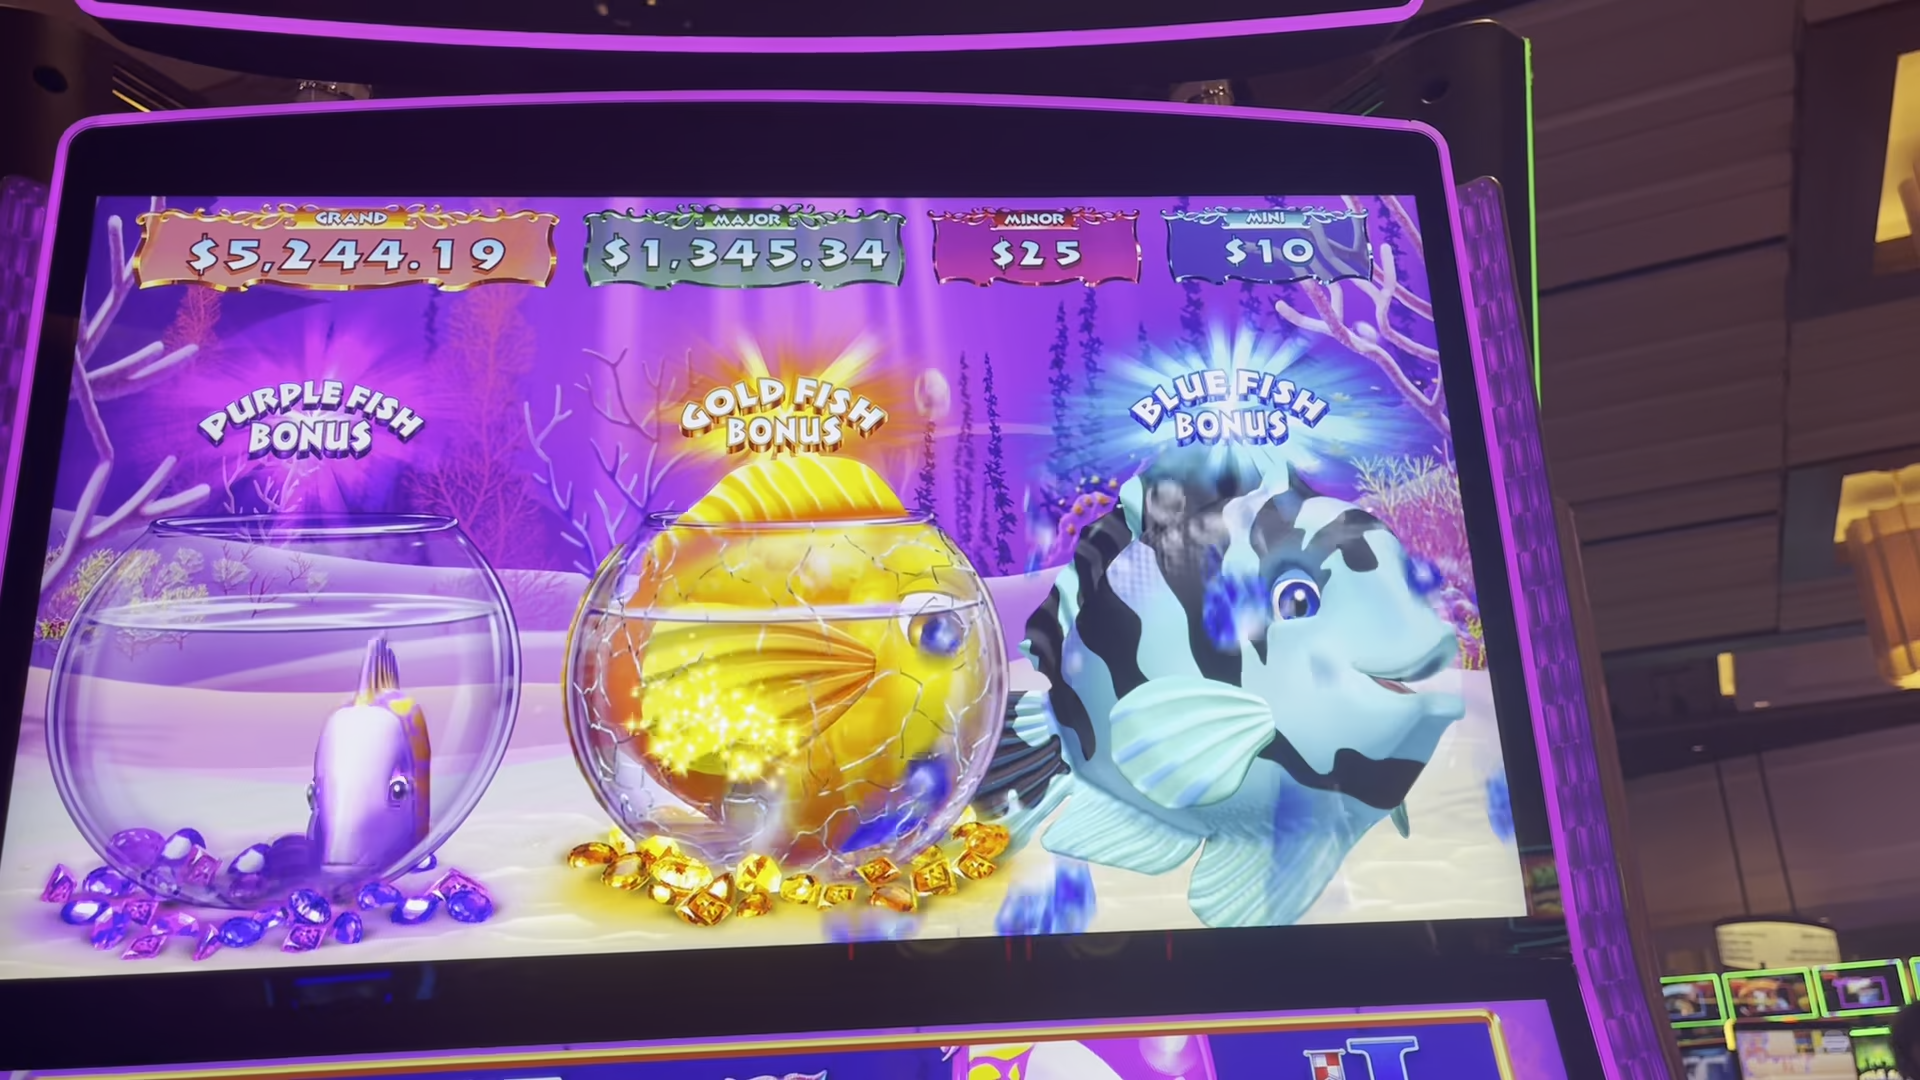 GRAND
$5,244.19
MAJOR
$1,345.34
MINOR
$25
MINI
$10
PURPLE FISH
BONUS
GOLD FISH
BONUS
BLUE FISH
BONUS
J